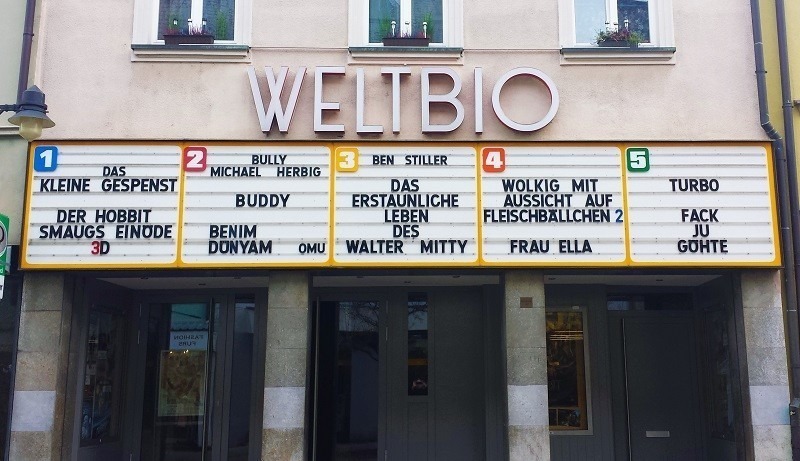 WELTBIO
1
DAS
KLEINE GESPENST
DER HOBBIT
SMAUGS EINÖDE
3D
2
BULLY
MICHAEL HERBIG
BUDDY
BENIM
DÜNYAM OMU
3
BEN STILLER
DAS
ERSTAUNLICHE
LEBEN
DES
WALTER MITTY
4
WOLKIG MIT
AUSSICHT AUF
FLEISCHBÄLLCHEN 2
FRAU ELLA
5
TURBO
FACK
JU
GÖHTE
FASHION
FURS